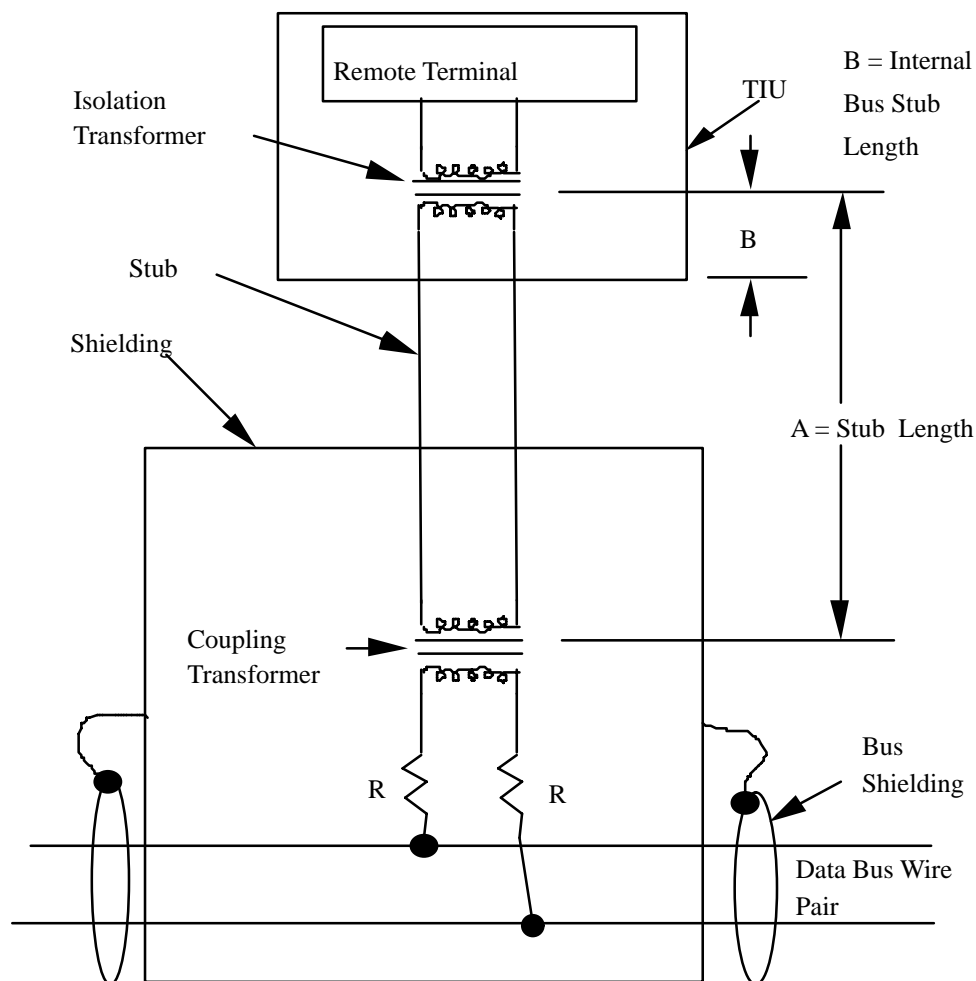 Remote Terminal
B = Internal
Bus Stub
Length
TIU
Isolation
Transformer
B
Stub
Shielding
A = Stub Length
Coupling
Transformer
R
R
Bus
Shielding
Data Bus Wire
Pair